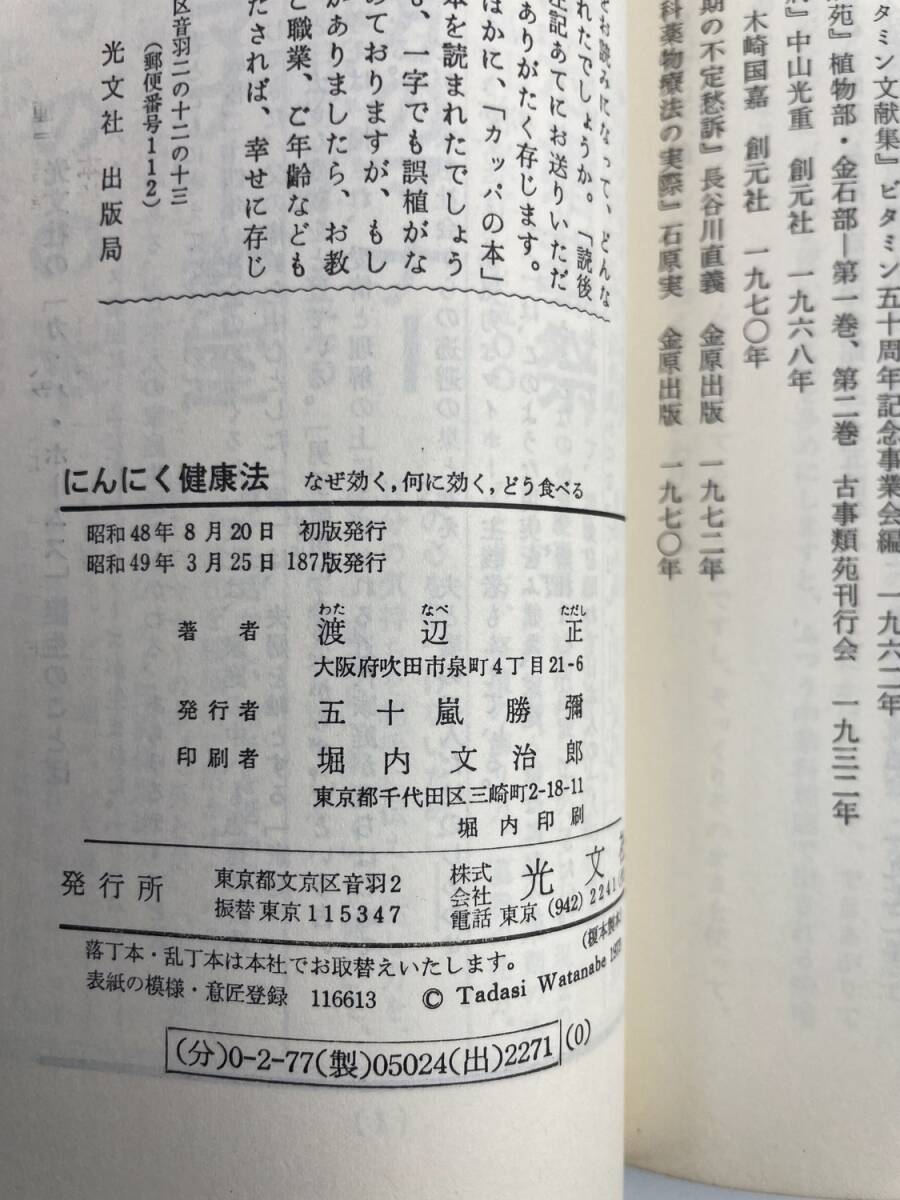 タミン文献集』ビタミン五十周年記念事業会編 一九六二年
苑』植物部・金石部―第一巻、第二巻 古事類苑刊行会 一九三二年
』中山光重 創元社 一九六八年
木崎国嘉 創元社 一九七〇年
期の不定愁訴』長谷川直義 金原出版 一九七二年
科薬物療法の実際』石原実 金原出版 一九七〇年
をお読みになって、どんな
れたでしょうか。「読後
左記あてにお送りいただ
ありがたく存じます。
はかに、「カッパの本」
本を読まれたでしょう
も、一字でも誤植がな
めておりますが、もし
がありましたら、お教
ご職業、ご年齢なども
たされば、幸せに存じ
区音羽二の十二の十三
(郵便番号112)
光文社 出版局
にんにく健康法 なぜ効く,何に効く,どう食べる
昭和48年 8月20日 初版発行
昭和49年 3月25日 187版発行
著者 渡辺正
わた なべ ただし
大阪府吹田市泉町4丁目21-6
発行者 五十嵐勝彌
印刷者 堀内文治郎
東京都千代田区三崎町2-18-11
堀内印刷
発行所 東京都文京区音羽2
振替東京115347
株式会社 光文社
電話 東京 (942) 2241
(榎本製本
落丁本・乱丁本は本社でお取替えいたします。
表紙の模様・意匠登録 116613
© Tadasi Watanabe 197
(分)0-2-77(製)05024(出)2271
(0)